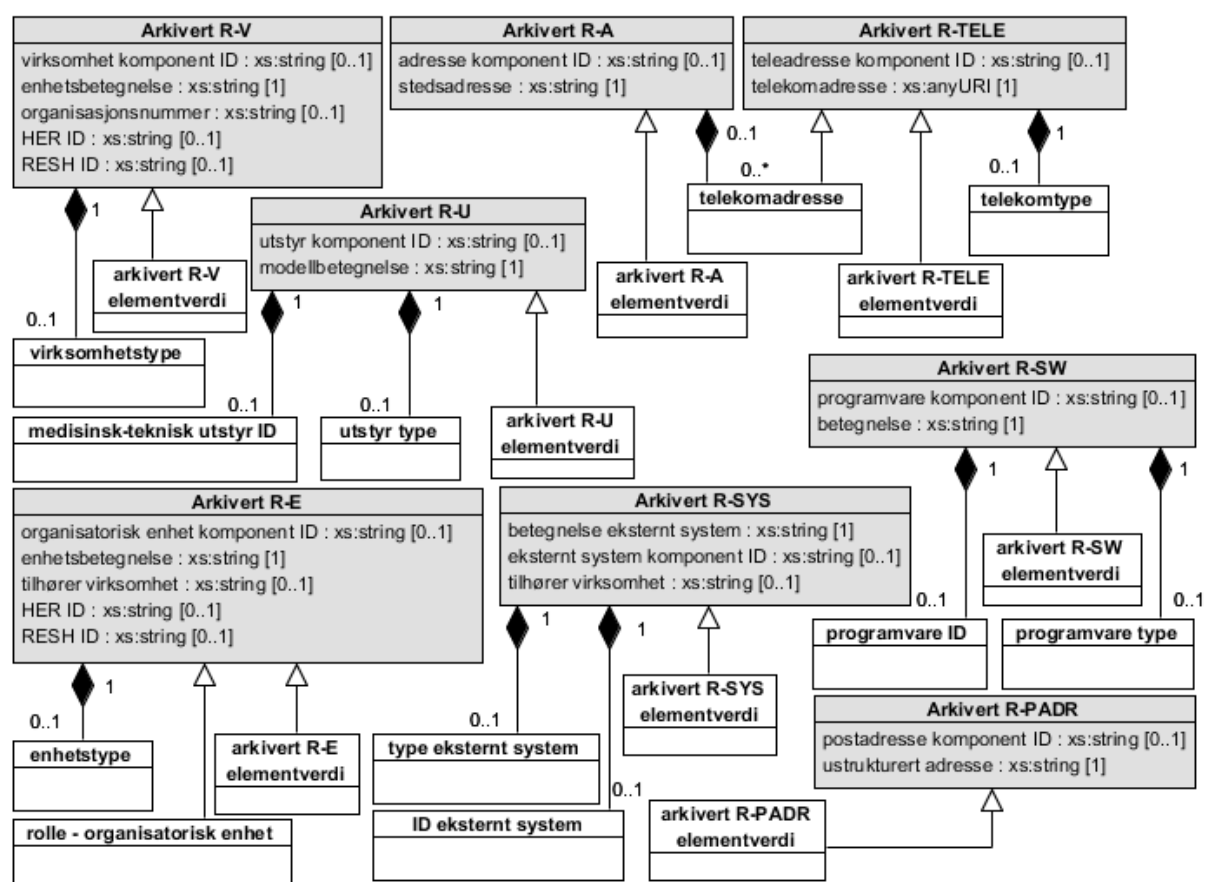 Arkivert R-V
virksomhet komponent ID : xs:string [0..1]
enhetsbetegnelse : xs:string [1]
organisasjonsnummer : xs:string [0..1]
HER ID : xs:string [0..1]
RESH ID : xs:string [0..1]
1
arkivert R-V
elementverdi
0..1
virksomhetstype
Arkivert R-A
adresse komponent ID : xs:string [0..1]
stedsadresse : xs:string [1]
0..1
0..*
telekomadresse
arkivert R-A
elementverdi
Arkivert R-TELE
teleadresse komponent ID : xs:string [0..1]
telekomadresse : xs:anyURI [1]
1
0..1
telekomtype
arkivert R-TELE
elementverdi
Arkivert R-U
utstyr komponent ID : xs:string [0..1]
modellbetegnelse : xs:string [1]
1
1
0..1
0..1
medisinsk-teknisk utstyr ID
utstyr type
arkivert R-U
elementverdi
Arkivert R-SW
programvare komponent ID : xs:string [0..1]
betegnelse : xs:string [1]
1
1
arkivert R-SW
elementverdi
0..1
0..1
programvare ID
programvare type
Arkivert R-E
organisatorisk enhet komponent ID : xs:string [0..1]
enhetsbetegnelse : xs:string [1]
tilhører virksomhet : xs:string [0..1]
HER ID : xs:string [0..1]
RESH ID : xs:string [0..1]
1
0..1
enhetstype
arkivert R-E
elementverdi
rolle - organisatorisk enhet
Arkivert R-SYS
betegnelse eksternt system : xs:string [1]
eksternt system komponent ID : xs:string [0..1]
tilhører virksomhet : xs:string [0..1]
1
1
arkivert R-SYS
elementverdi
0..1
type eksternt system
0..1
ID eksternt system
Arkivert R-PADR
postadresse komponent ID : xs:string [0..1]
ustrukturert adresse : xs:string [1]
arkivert R-PADR
elementverdi